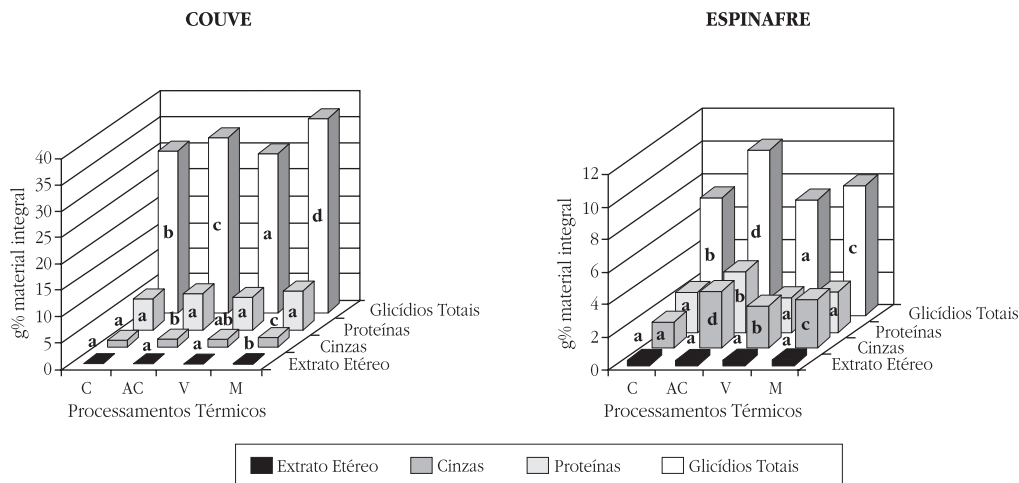 COUVE
g% material integral
40
35
30
25
20
15
10
5
0
b
c
a
d
a
a
a
a
a
b
ab
c
a
a
a
b
C
AC
V
M
Glicídios Totais
Proteínas
Cinzas
Extrato Etéreo
Processamentos Térmicos
ESPINAFRE
g% material integral
12
10
8
6
4
2
0
b
d
a
c
a
b
a
a
a
d
b
c
a
a
a
a
C
AC
V
M
Glicídios Totais
Proteínas
Cinzas
Extrato Etéreo
Processamentos Térmicos
Extrato Etéreo
Cinzas
Proteínas
Glicídios Totais